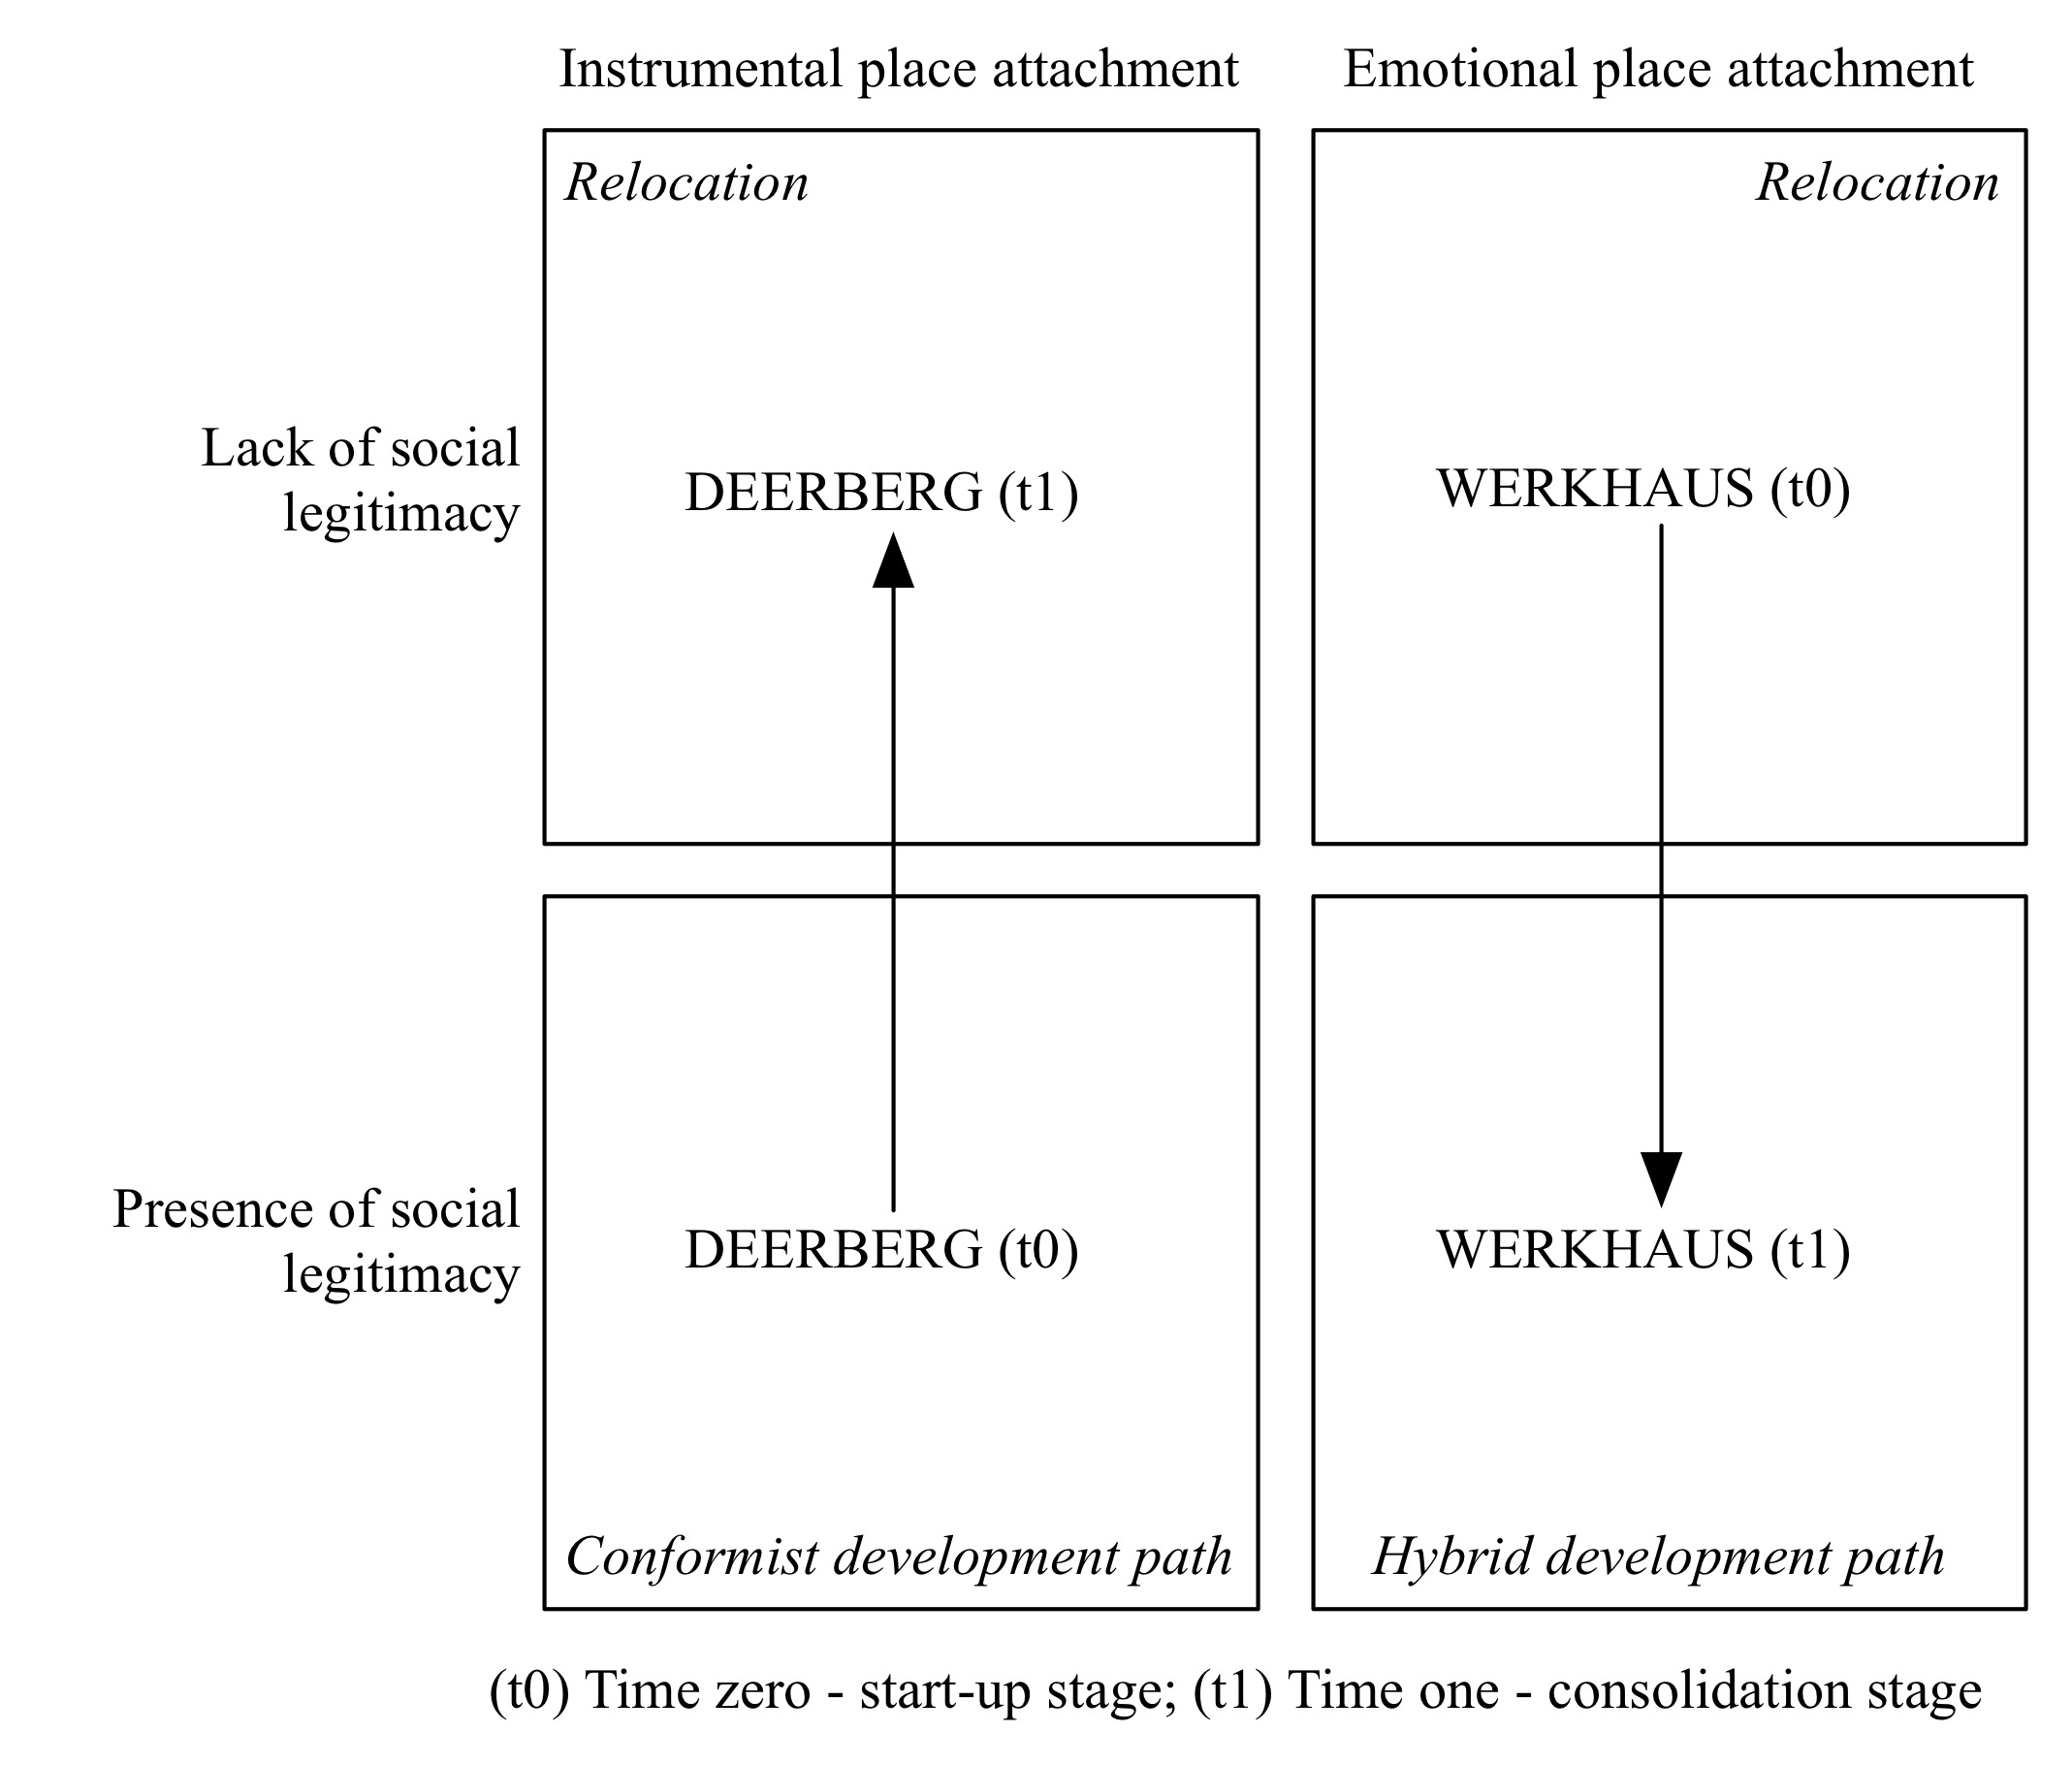 Instrumental place attachment
Emotional place attachment
Relocation
Relocation
Lack of social
legitimacy
DEERBERG (t1)
WERKHAUS (t0)
Presence of social
legitimacy
DEERBERG (t0)
WERKHAUS (t1)
Conformist development path
Hybrid development path
(t0) Time zero - start-up stage; (t1) Time one - consolidation stage